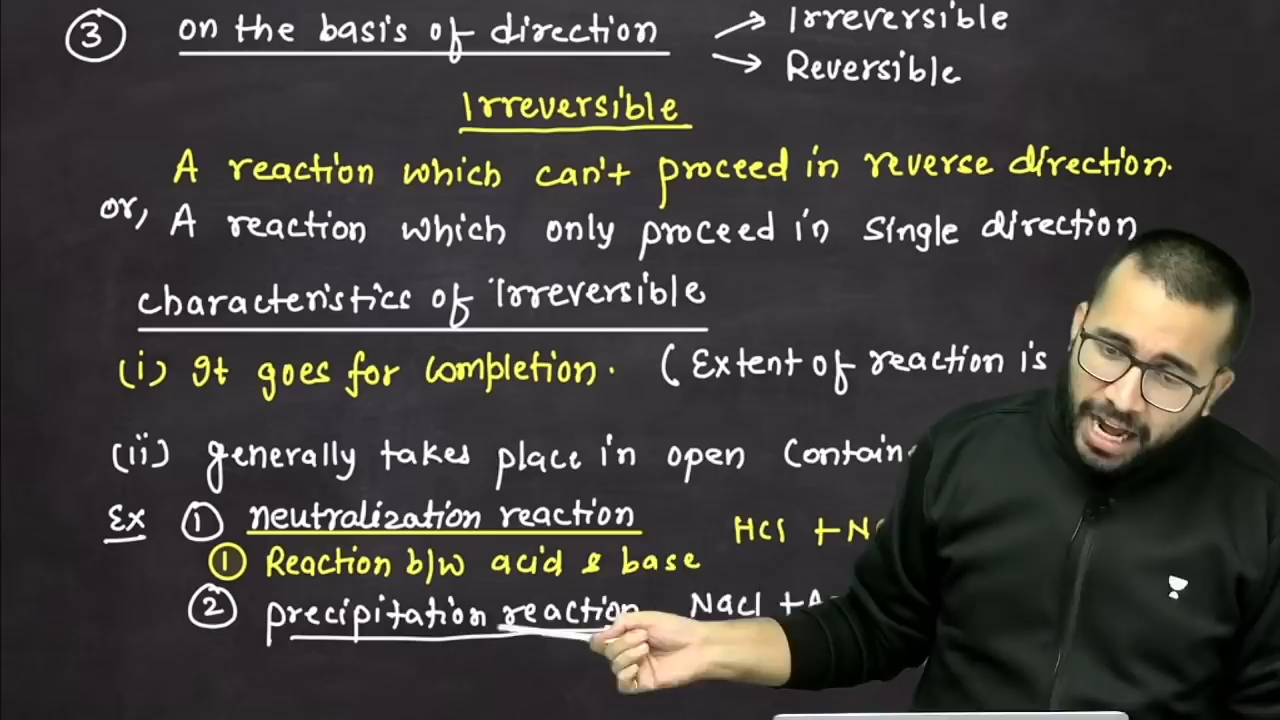 ③ on the basis of direction → Irreversible
→ Reversible
Irreversible
A reaction which can't proceed in reverse direction.
or, A reaction which only proceed in single direction
characteristics of Irreversible
(i) It goes for completion. (Extent of reaction is
(ii) generally takes place in open
Ex ① neutralization reaction HCl +
① Reaction b/w acid & base
② precipitation reaction NaCl +